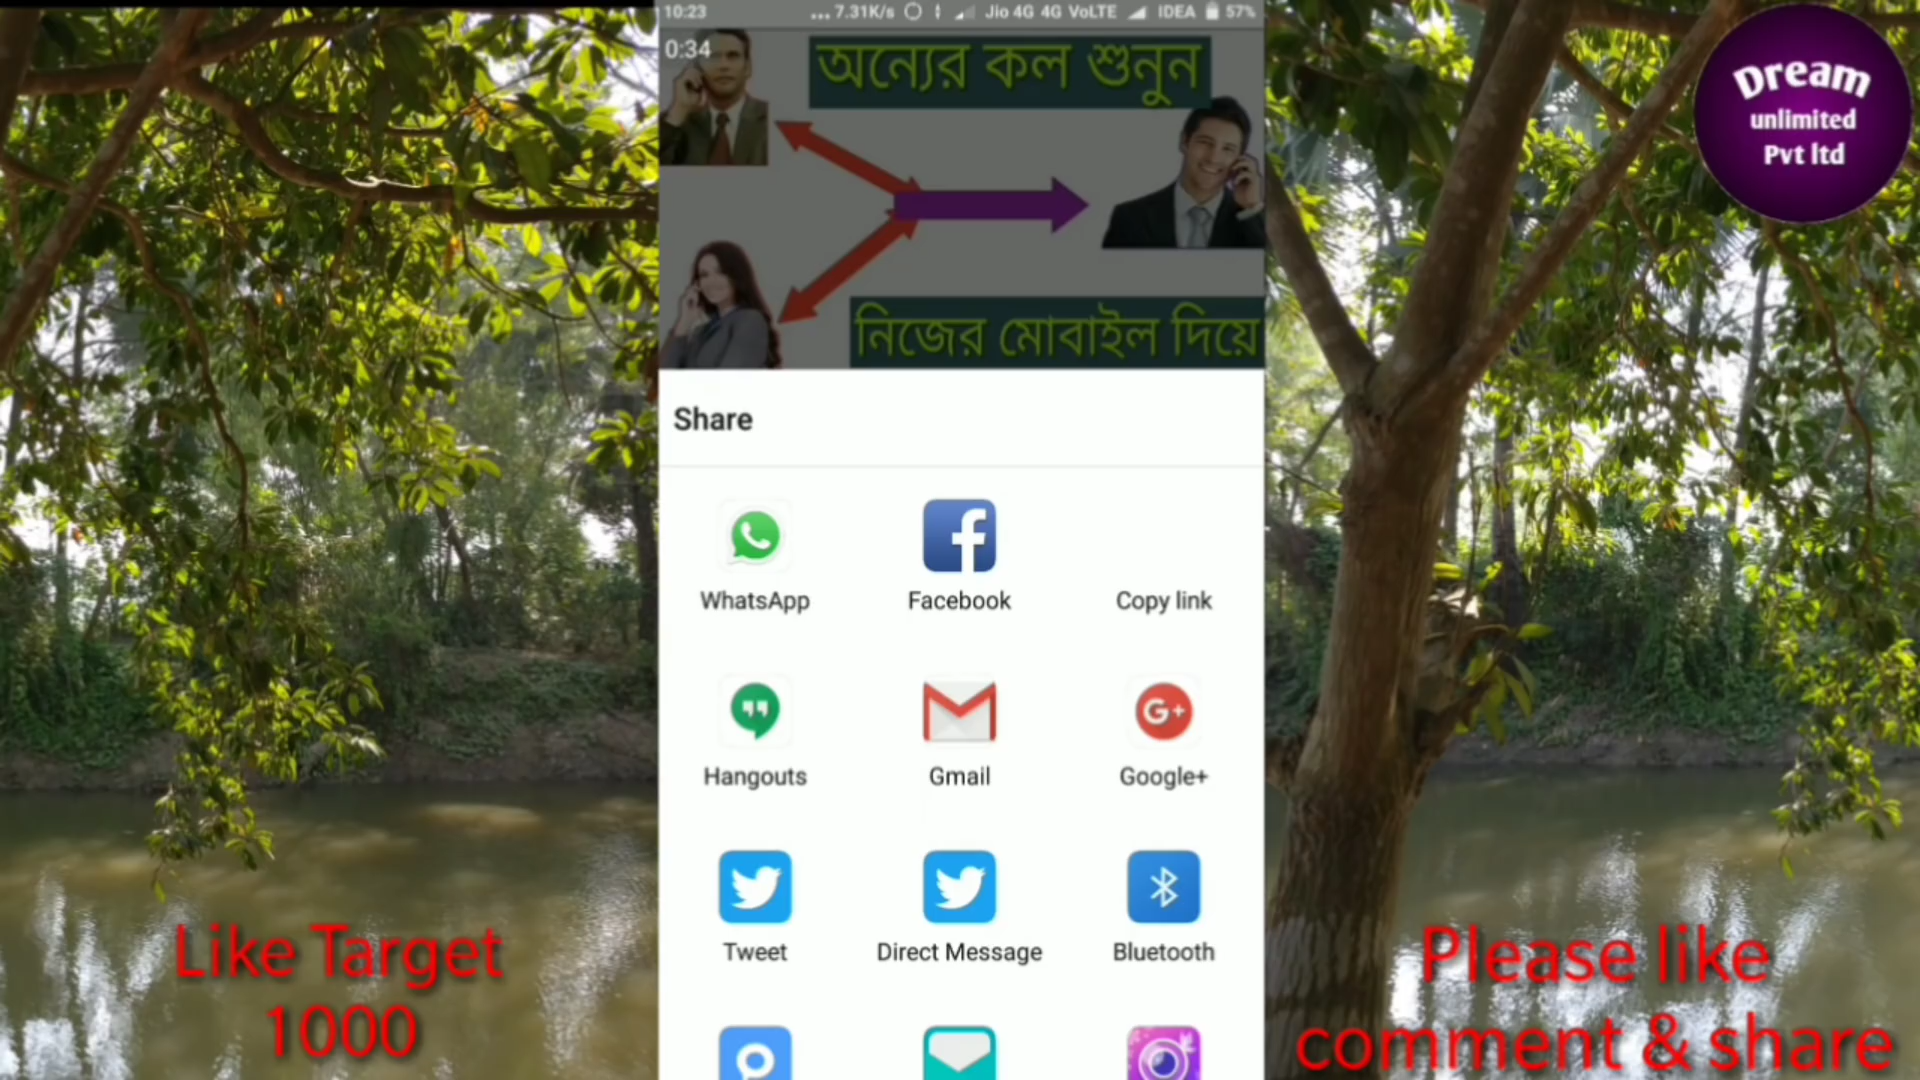 10:23 ...7.31K/s Jio 4G 4G VoLTE IDEA 57%
0:34
অন্যের কল শুনুন
নিজের মোবাইল দিয়ে
Dream
unlimited
Pvt ltd
Share
WhatsApp Facebook Copy link
Hangouts Gmail Google+
Tweet Direct Message Bluetooth
Like Target
1000
Please like
comment & share